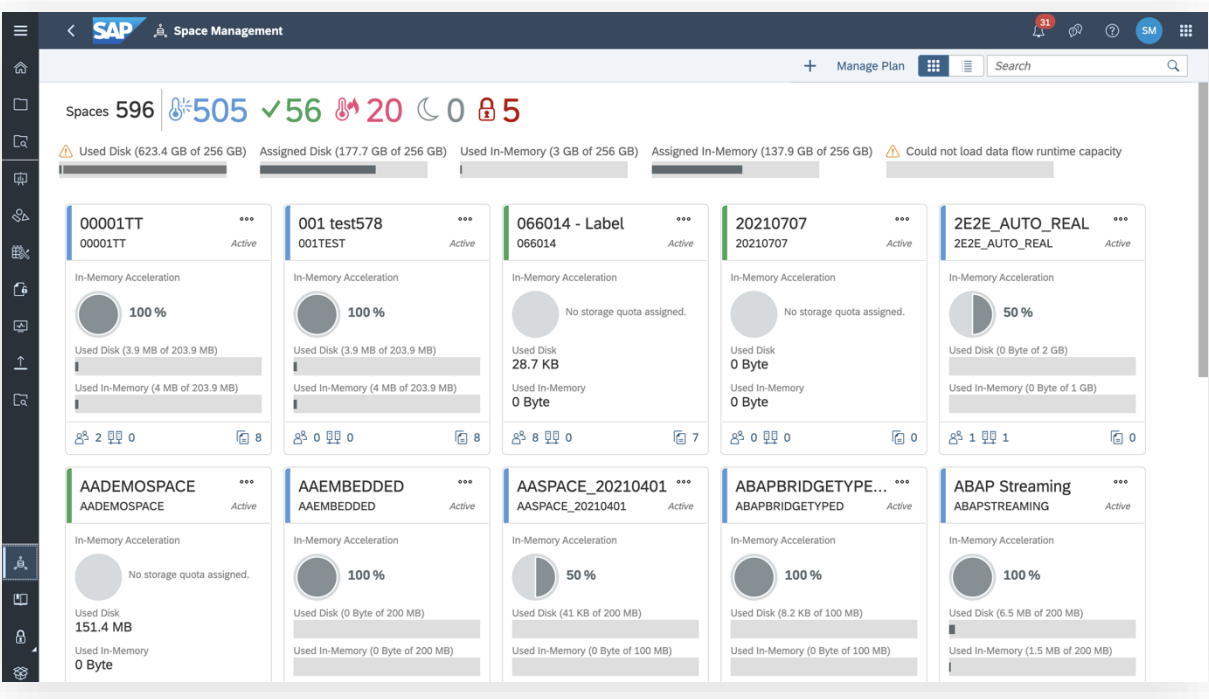 SAP Space Management 31 SM
Manage Plan Search
Spaces 596 505 56 20 0 5
Used Disk (623.4 GB of 256 GB) Assigned Disk (177.7 GB of 256 GB) Used In-Memory (3 GB of 256 GB) Assigned In-Memory (137.9 GB of 256 GB) Could not load data flow runtime capacity
00001TT
00001TT Active
In-Memory Acceleration
100 %
Used Disk (3.9 MB of 203.9 MB)
Used In-Memory (4 MB of 203.9 MB)
2 0 8
001 test578
001TEST Active
In-Memory Acceleration
100 %
Used Disk (3.9 MB of 203.9 MB)
Used In-Memory (4 MB of 203.9 MB)
0 0 8
066014 - Label
066014 Active
In-Memory Acceleration
No storage quota assigned.
Used Disk
28.7 KB
Used In-Memory
0 Byte
8 0 7
20210707
20210707 Active
In-Memory Acceleration
No storage quota assigned.
Used Disk
0 Byte
Used In-Memory
0 Byte
0 0 0
2E2E_AUTO_REAL
2E2E_AUTO_REAL Active
In-Memory Acceleration
50 %
Used Disk (0 Byte of 2 GB)
Used In-Memory (0 Byte of 1 GB)
1 1 0
AADEMOSPACE
AADEMOSPACE Active
In-Memory Acceleration
No storage quota assigned.
Used Disk
151.4 MB
Used In-Memory
0 Byte
AAEMBEDDED
AAEMBEDDED Active
In-Memory Acceleration
100 %
Used Disk (0 Byte of 200 MB)
Used In-Memory (0 Byte of 200 MB)
AASPACE_20210401
AASPACE_20210401 Active
In-Memory Acceleration
50 %
Used Disk (41 KB of 200 MB)
Used In-Memory (0 Byte of 100 MB)
ABAPBRIDGETYPE...
ABAPBRIDGETYPED Active
In-Memory Acceleration
100 %
Used Disk (8.2 KB of 100 MB)
Used In-Memory (0 Byte of 100 MB)
ABAP Streaming
ABAPSTREAMING Active
In-Memory Acceleration
100 %
Used Disk (6.5 MB of 200 MB)
Used In-Memory (1.5 MB of 200 MB)